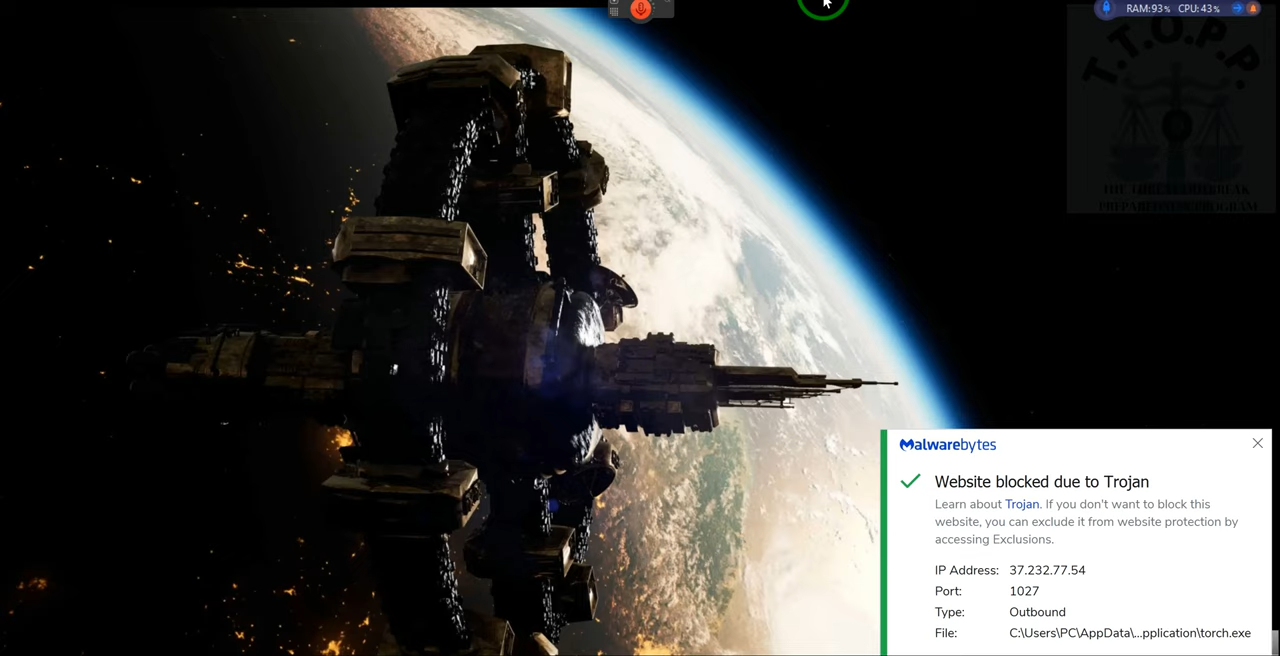 RAM:93% CPU:43%
T.T.O.P.P.
Malwarebytes
Website blocked due to Trojan
Learn about Trojan. If you don't want to block this
website, you can exclude it from website protection by
accessing Exclusions.
IP Address: 37.232.77.54
Port: 1027
Type: Outbound
File: C:\Users\PC\AppData\...pplication\torch.exe